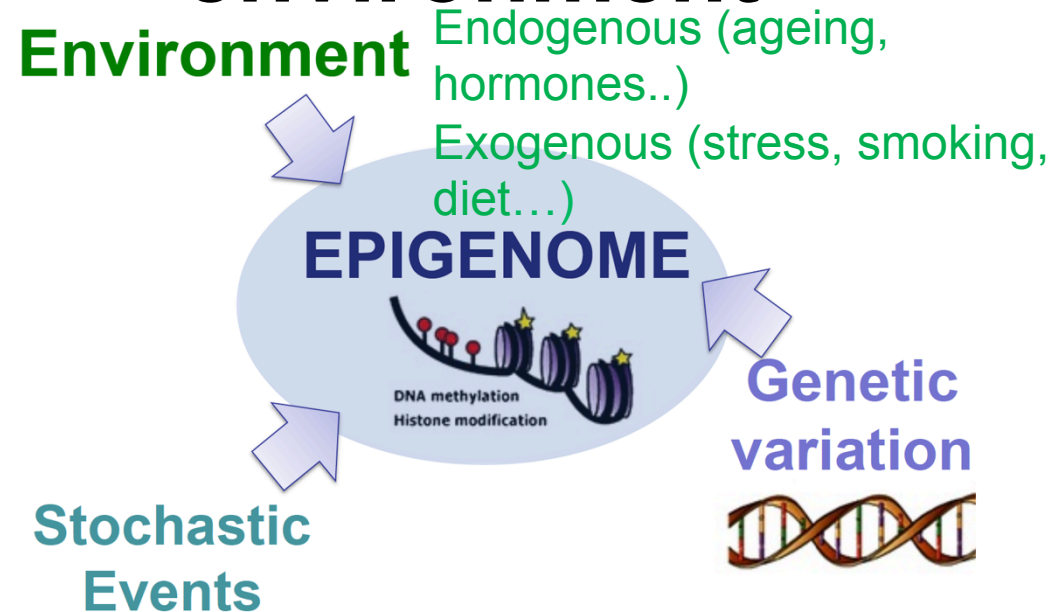 Environment
Endogenous (ageing,
hormones..)
Exogenous (stress, smoking,
diet…)
EPIGENOME
DNA methylation
Histone modification
Genetic
variation
Stochastic
Events